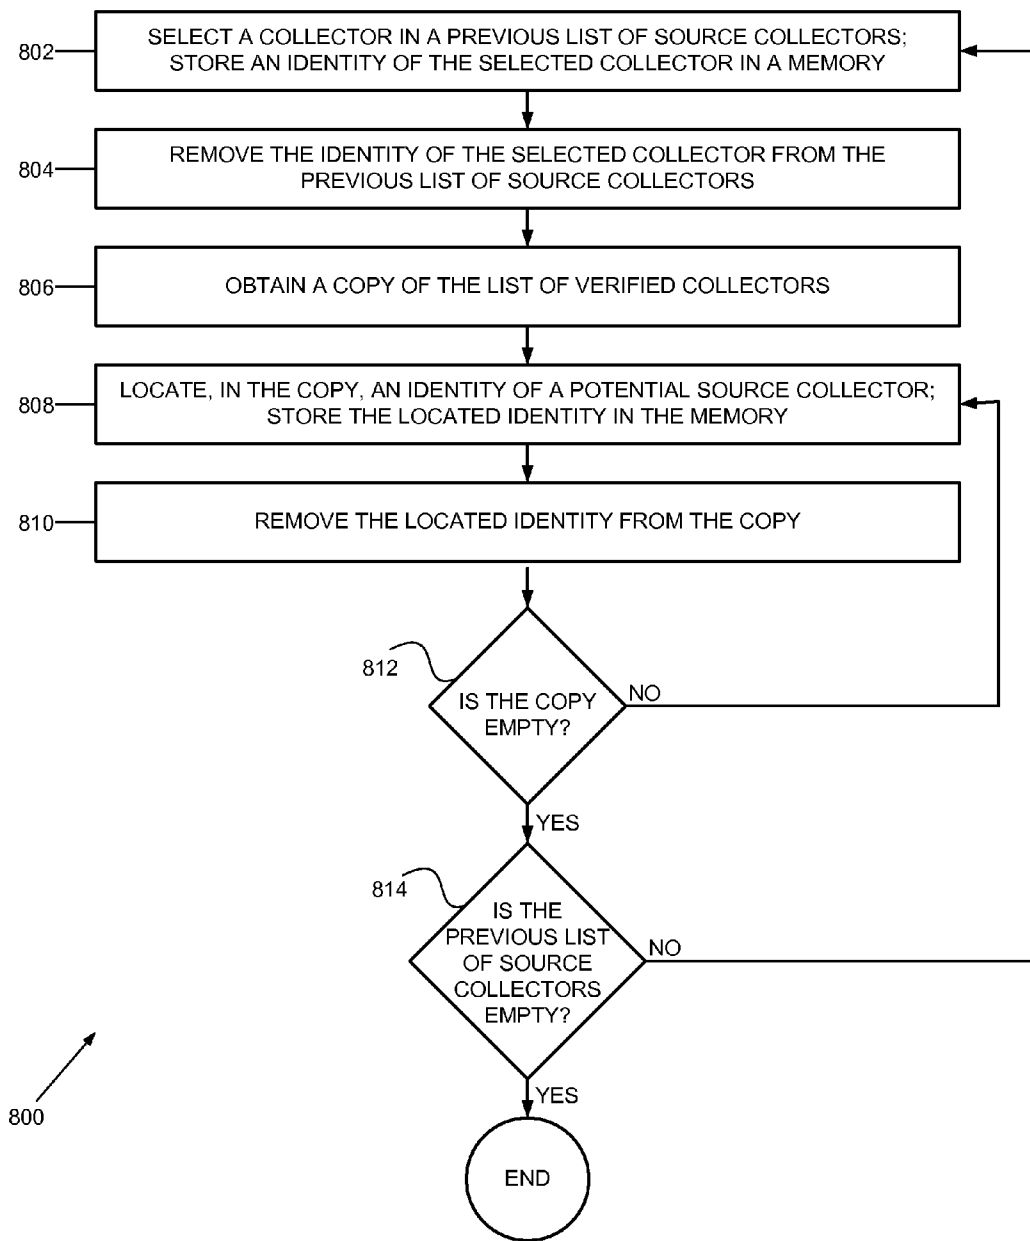 802
SELECT A COLLECTOR IN A PREVIOUS LIST OF SOURCE COLLECTORS;
STORE AN IDENTITY OF THE SELECTED COLLECTOR IN A MEMORY
804
REMOVE THE IDENTITY OF THE SELECTED COLLECTOR FROM THE
PREVIOUS LIST OF SOURCE COLLECTORS
806
OBTAIN A COPY OF THE LIST OF VERIFIED COLLECTORS
808
LOCATE, IN THE COPY, AN IDENTITY OF A POTENTIAL SOURCE COLLECTOR;
STORE THE LOCATED IDENTITY IN THE MEMORY
810
REMOVE THE LOCATED IDENTITY FROM THE COPY
812
IS THE COPY
EMPTY?
NO
YES
814
IS THE
PREVIOUS LIST
OF SOURCE
COLLECTORS
EMPTY?
NO
YES
800
END